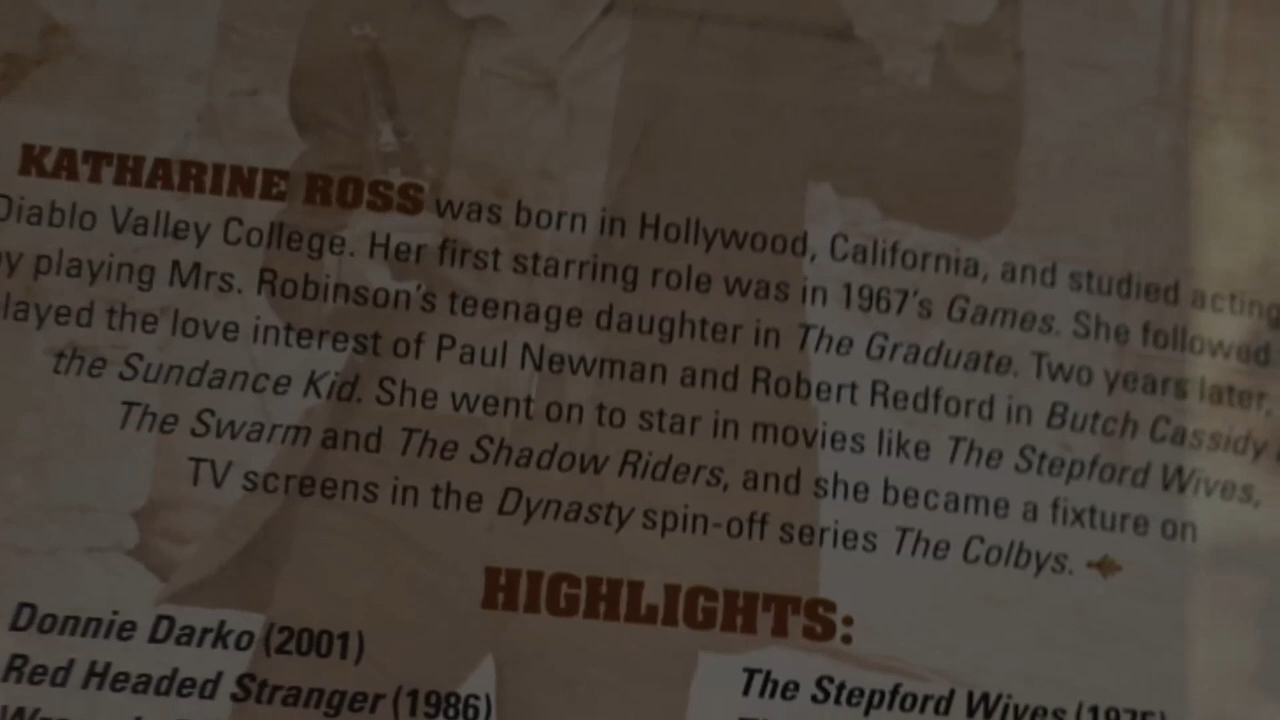 KATHARINE ROSS was born in Hollywood, California, and studied acting
Diablo Valley College. Her first starring role was in 1967's Games. She followed
by playing Mrs. Robinson's teenage daughter in The Graduate. Two years later,
played the love interest of Paul Newman and Robert Redford in Butch Cassidy
the Sundance Kid. She went on to star in movies like The Stepford Wives,
The Swarm and The Shadow Riders, and she became a fixture on
TV screens in the Dynasty spin-off series The Colbys.
HIGHLIGHTS:
Donnie Darko (2001)
Red Headed Stranger (1986)
The Stepford Wives (1975)